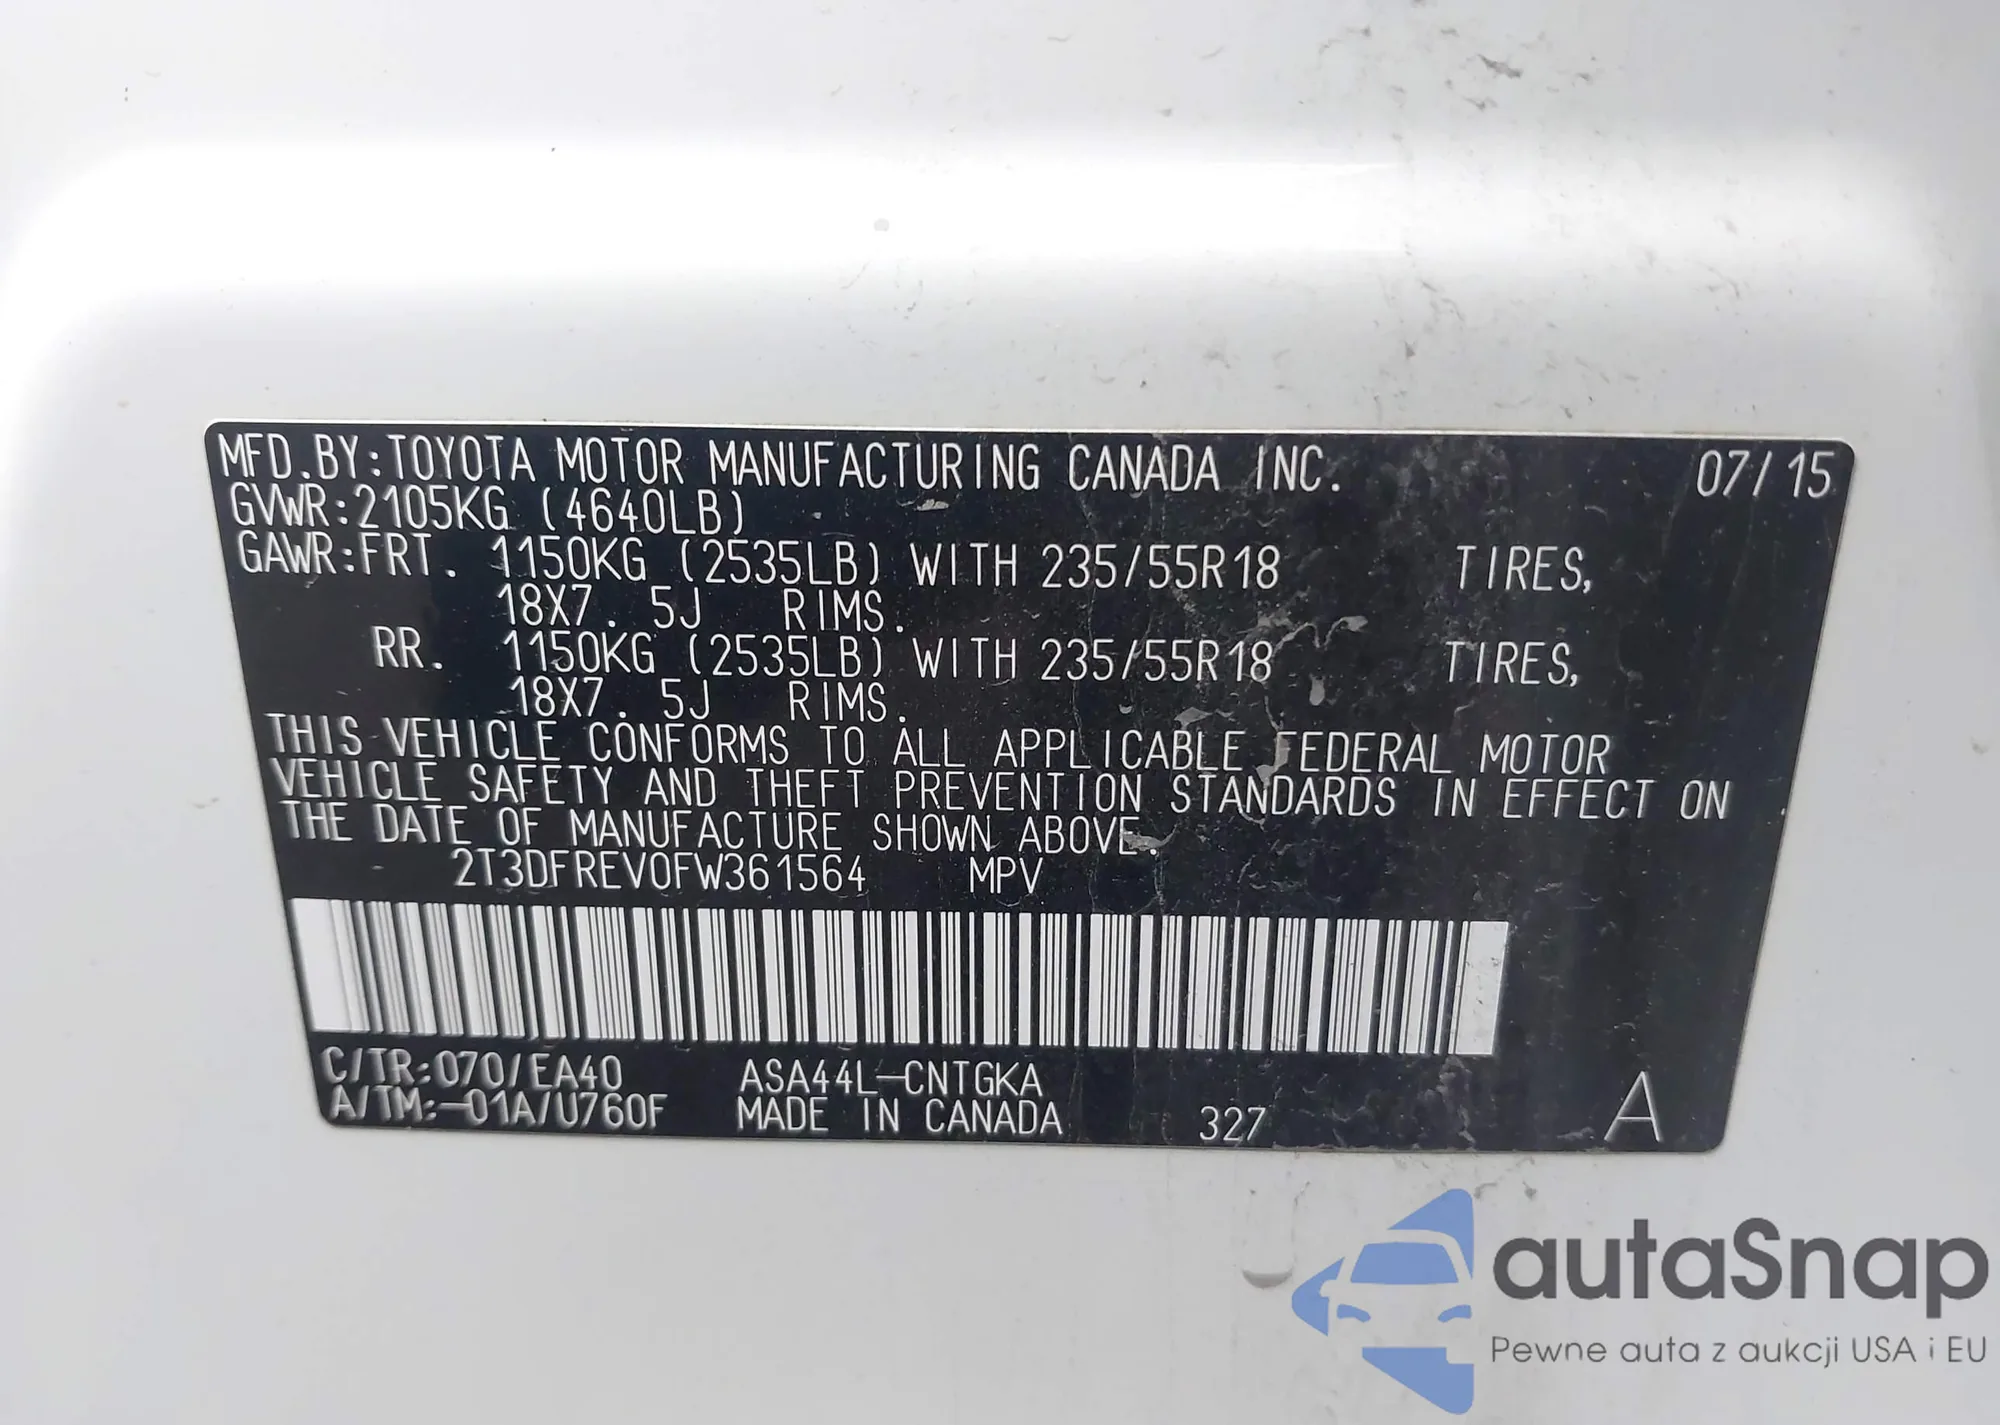 MFD.BY:TOYOTA MOTOR MANUFACTURING CANADA INC. 07/15
GVWR:2105KG (4640LB)
GAWR:FRT. 1150KG (2535LB) WITH 235/55R18 TIRES,
18X7.5J RIMS.
RR. 1150KG (2535LB) WITH 235/55R18 TIRES,
18X7.5J RIMS.
THIS VEHICLE CONFORMS TO ALL APPLICABLE FEDERAL MOTOR
VEHICLE SAFETY AND THEFT PREVENTION STANDARDS IN EFFECT ON
THE DATE OF MANUFACTURE SHOWN ABOVE.
2T3DFREV0FW361564 MPV
C/TR:070/EA40 ASA44L-CNTGKA
A/TM:-01A/U760F MADE IN CANADA 327 A
autaSnap
Pewne auta z aukcji USA i EU